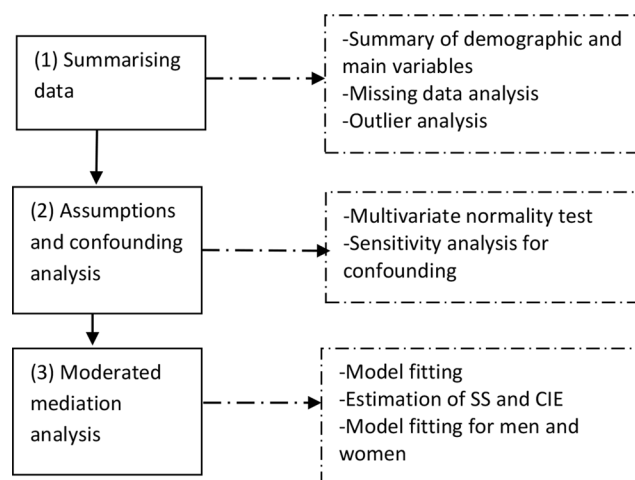 (1) Summarising
data
-Summary of demographic and
main variables
-Missing data analysis
-Outlier analysis
(2) Assumptions
and confounding
analysis
-Multivariate normality test
-Sensitivity analysis for
confounding
(3) Moderated
mediation
analysis
-Model fitting
-Estimation of SS and CIE
-Model fitting for men and
women